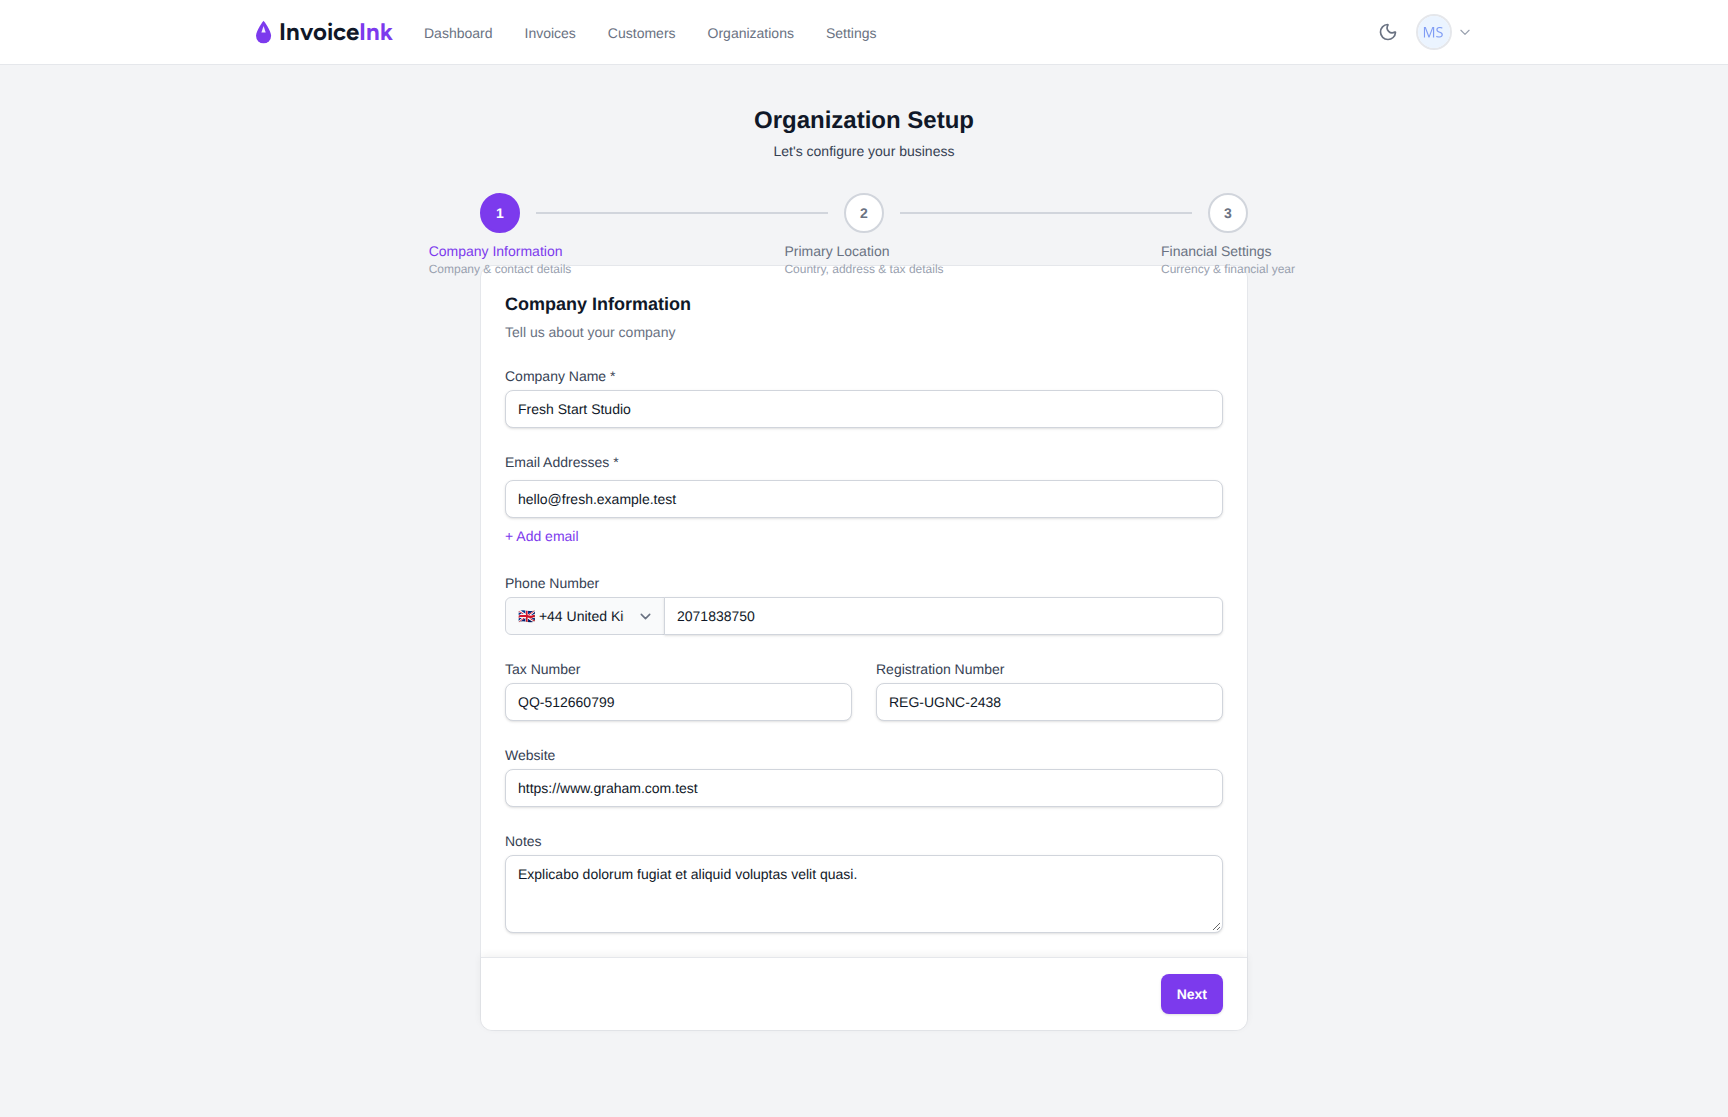 InvoiceInk Dashboard Invoices Customers Organizations Settings MS
Organization Setup
Let's configure your business
1 2 3
Company Information Primary Location Financial Settings
Company & contact details Country, address & tax details Currency & financial year
Company Information
Tell us about your company
Company Name *
Fresh Start Studio
Email Addresses *
hello@fresh.example.test
+ Add email
Phone Number
🇬🇧 +44 United Ki 2071838750
Tax Number Registration Number
QQ-512660799 REG-UGNC-2438
Website
https://www.graham.com.test
Notes
Explicabo dolorum fugiat et aliquid voluptas velit quasi.
Next